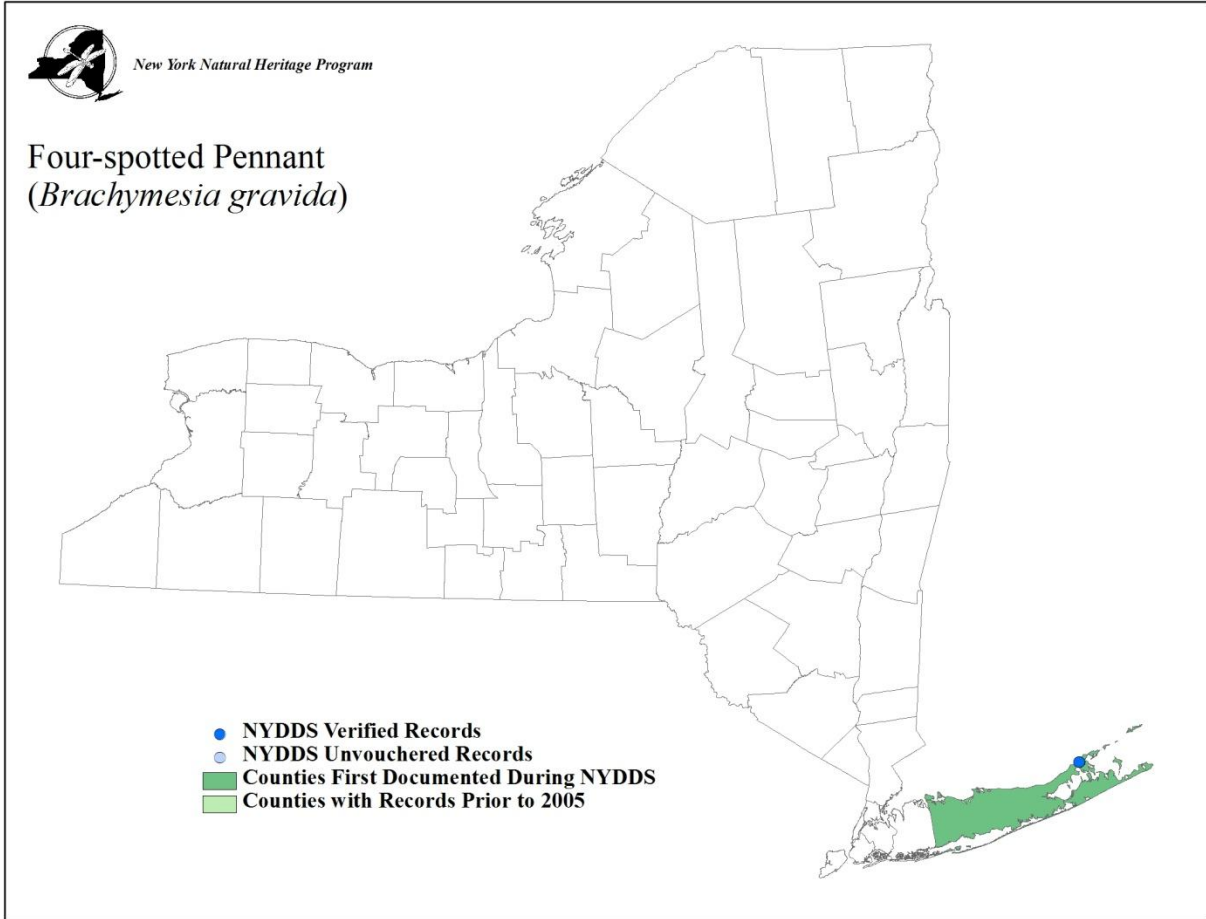 New York Natural Heritage Program
Four-spotted Pennant
(Brachymesia gravida)
NYDDS Verified Records
NYDDS Unvouchered Records
Counties First Documented During NYDDS
Counties with Records Prior to 2005